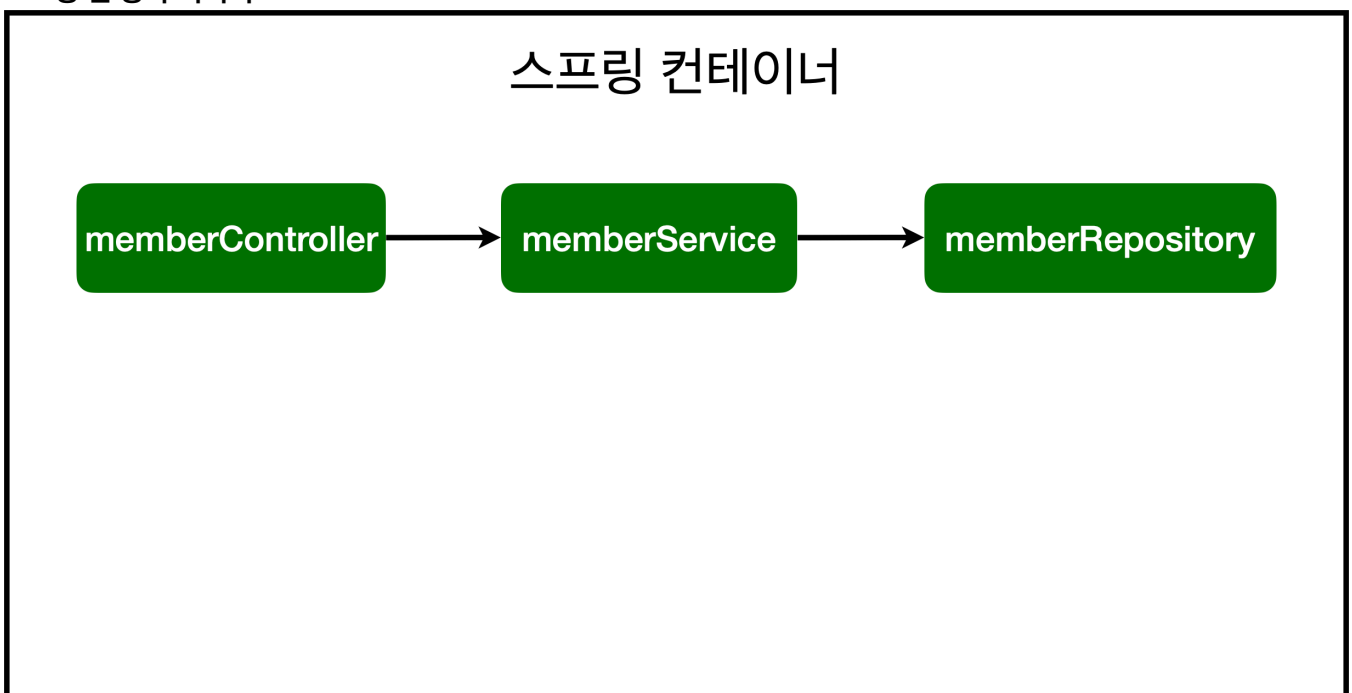 스프링 컨테이너
memberController
memberService
memberRepository